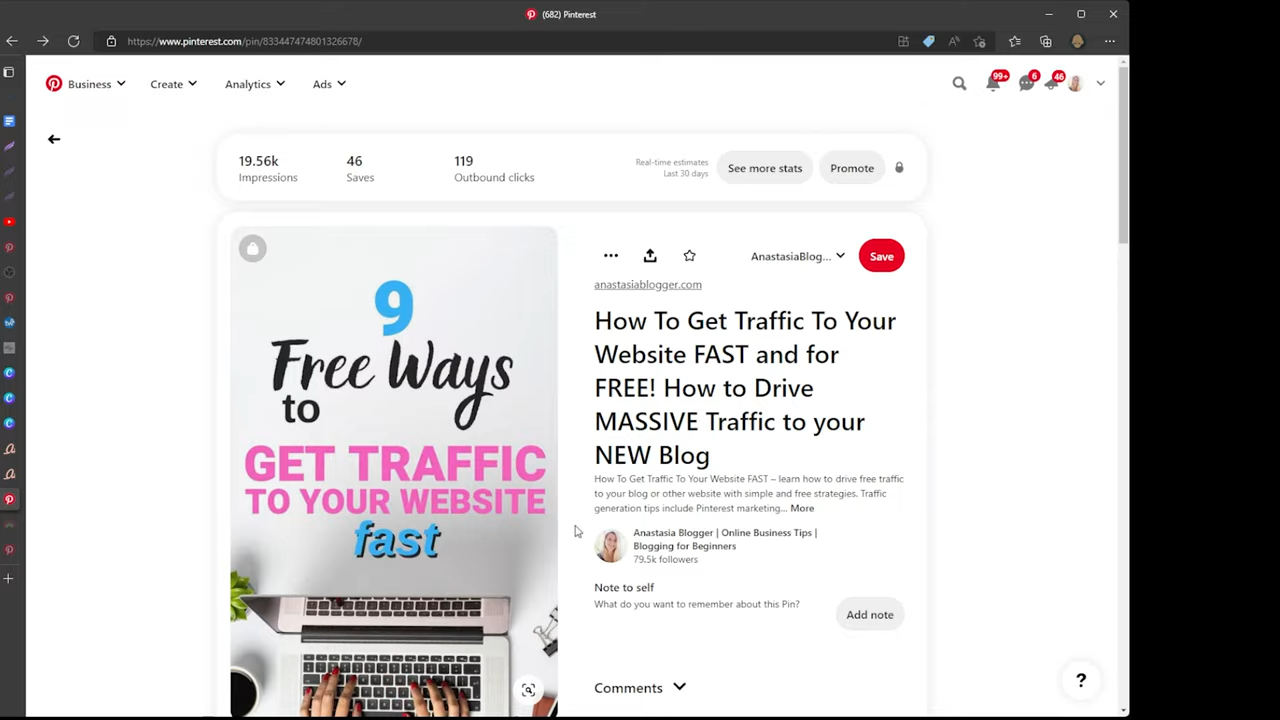 (682) Pinterest
https://www.pinterest.com/pin/833447474801326678/
Business Create Analytics Ads
99+ 6 46
19.56k 46 119
Impressions Saves Outbound clicks
Real-time estimates
Last 30 days
See more stats Promote
9
Free Ways
to
GET TRAFFIC
TO YOUR WEBSITE
fast
AnastasiaBlog... Save
anastasiablogger.com
How To Get Traffic To Your
Website FAST and for
FREE! How to Drive
MASSIVE Traffic to your
NEW Blog
How To Get Traffic To Your Website FAST – learn how to drive free traffic
to your blog or other website with simple and free strategies. Traffic
generation tips include Pinterest marketing... More
Anastasia Blogger | Online Business Tips |
Blogging for Beginners
79.5k followers
Note to self
What do you want to remember about this Pin?
Add note
Comments
?